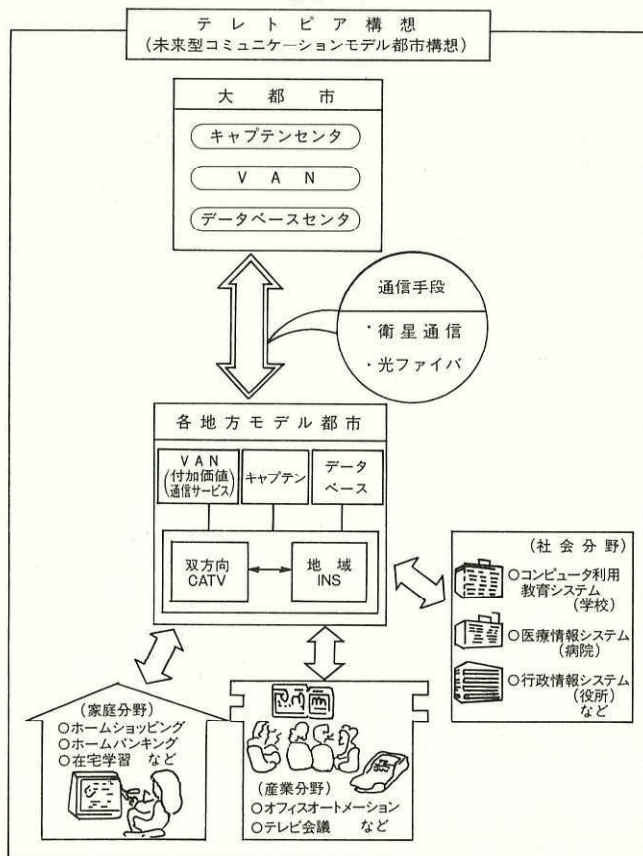 テレトピア構想
(未来型コミュニケーションモデル都市構想)
大都市
キャプテンセンタ
VAN
データベースセンタ
通信手段
・衛星通信
・光ファイバ
各地方モデル都市
VAN
(付加価値
通信サービス)
キャプテン
データ
ベース
双方向
CATV
地域
INS
(社会分野)
○コンピュータ利用
教育システム
(学校)
○医療情報システム
(病院)
○行政情報システム
(役所)
など
(家庭分野)
○ホームショッピング
○ホームバンキング
○在宅学習 など
(産業分野)
○オフィスオートメーション
○テレビ会議 など